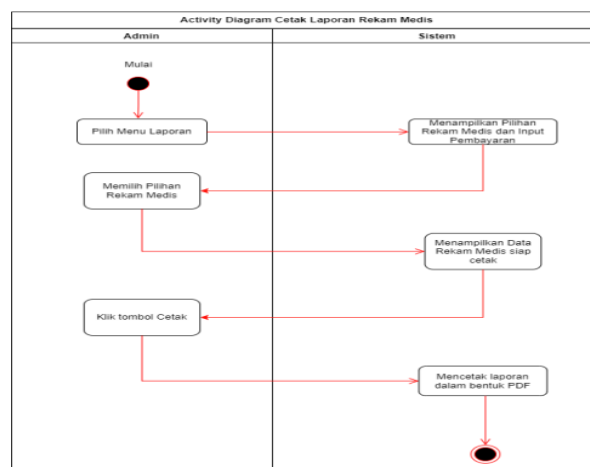 Activity Diagram Cetak Laporan Rekam Medis
Admin
Sistem
Mulai
Pilih Menu Laporan
Menampilkan Pilihan
Rekam Medis dan Input
Pembayaran
Memilih Pilihan
Rekam Medis
Menampilkan Data
Rekam Medis siap
cetak
Klik tombol Cetak
Mencetak laporan
dalam bentuk PDF